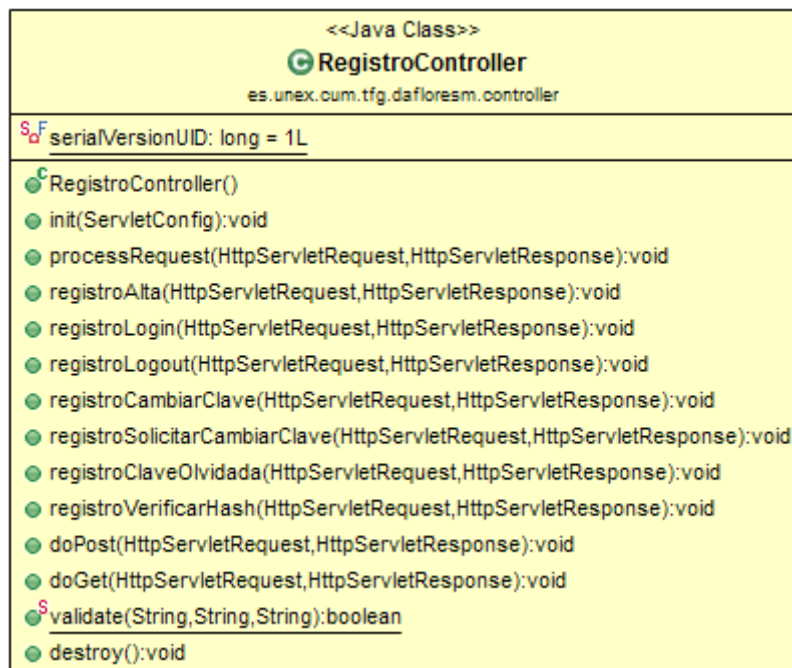 <<Java Class>>
C RegistroController
es.unex.cum.tfg.dafloresm.controller
S F serialVersionUID: long = 1L
C RegistroController()
init(ServletConfig):void
processRequest(HttpServletRequest,HttpServletResponse):void
registroAlta(HttpServletRequest,HttpServletResponse):void
registroLogin(HttpServletRequest,HttpServletResponse):void
registroLogout(HttpServletRequest,HttpServletResponse):void
registroCambiarClave(HttpServletRequest,HttpServletResponse):void
registroSolicitarCambiarClave(HttpServletRequest,HttpServletResponse):void
registroClaveOlvidada(HttpServletRequest,HttpServletResponse):void
registroVerificarHash(HttpServletRequest,HttpServletResponse):void
doPost(HttpServletRequest,HttpServletResponse):void
doGet(HttpServletRequest,HttpServletResponse):void
S validate(String,String,String):boolean
destroy():void